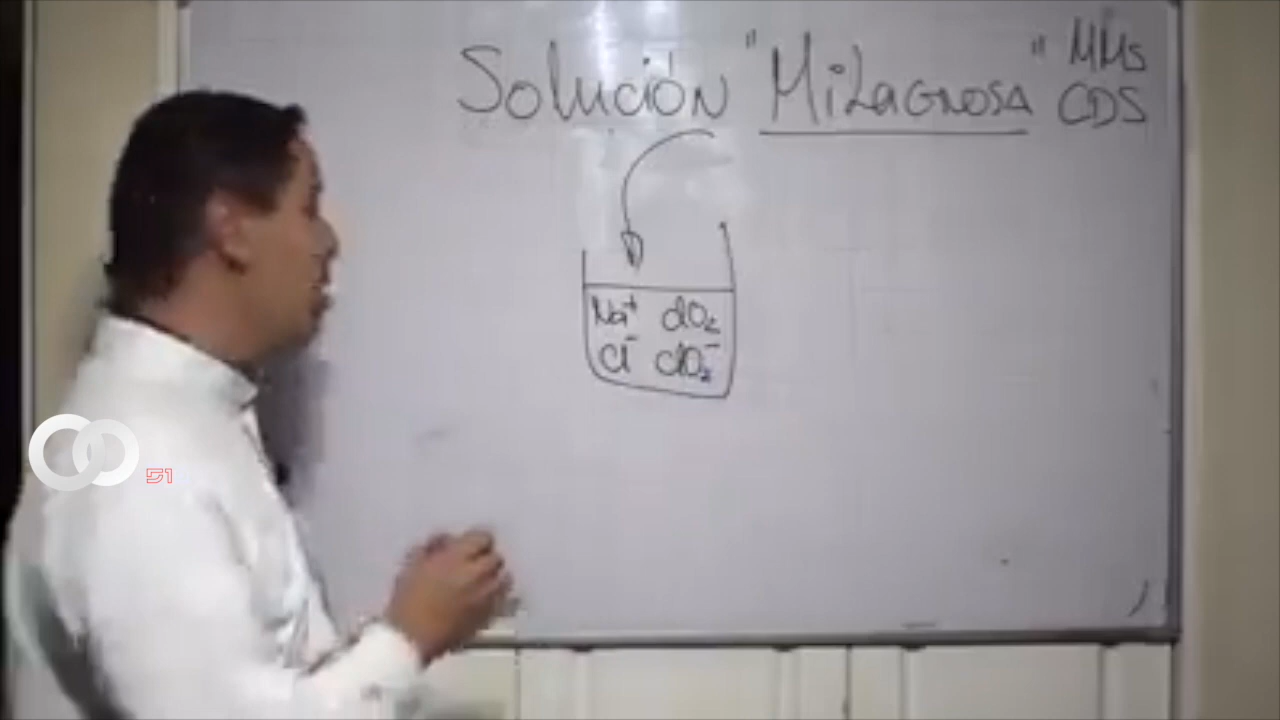 Solución "Milagrosa" MMs
CDS
Na⁺ clO₂
Cl⁻ clO₂⁻
51